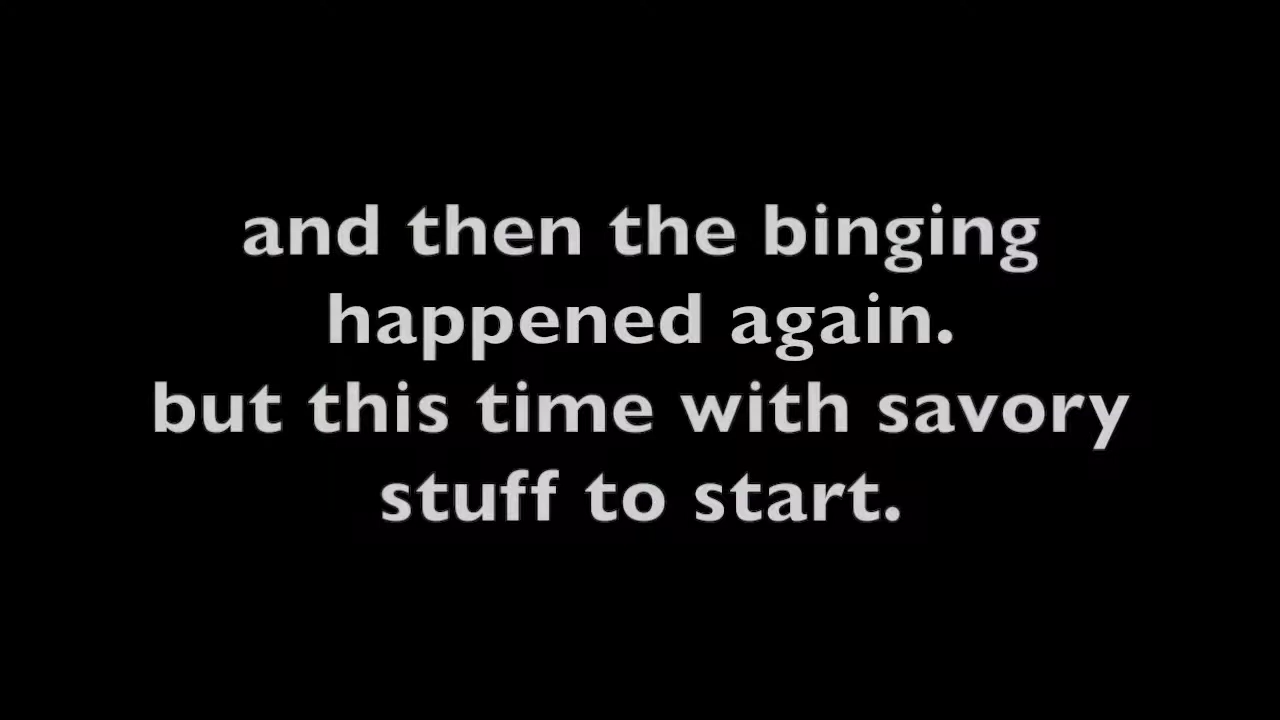 and then the binging
happened again.
but this time with savory
stuff to start.